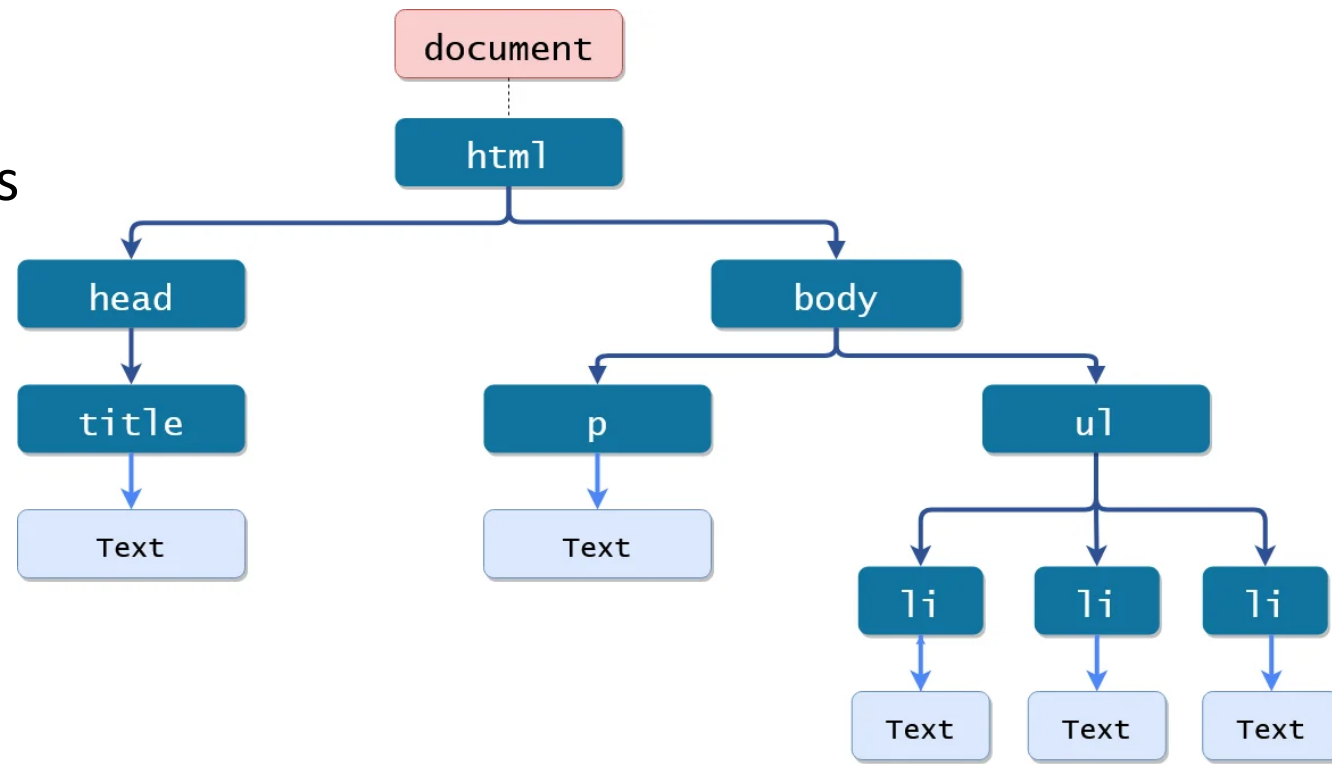 document
html
s
head
body
title
p
ul
Text
Text
li
li
li
Text
Text
Text